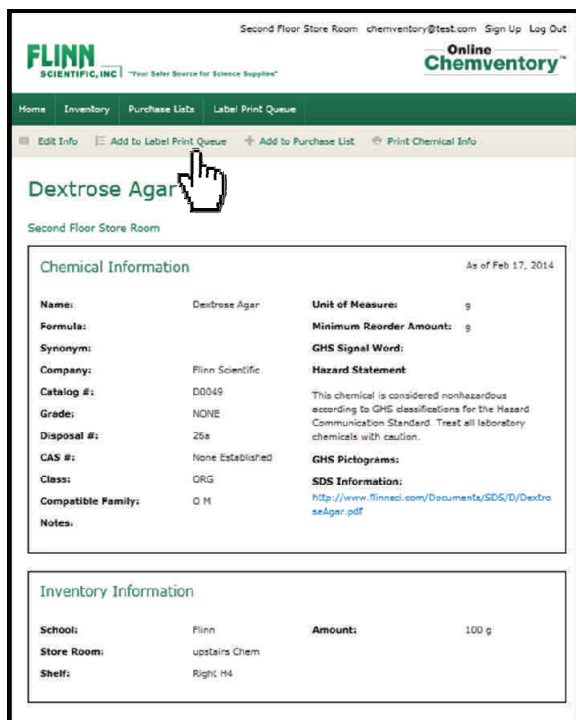 Second Floor Store Room chemventory@test.com Sign Up Log Out
FLINN
SCIENTIFIC, INC "Your Safer Source for Science Supplies"
Online
Chemventory™
Home Inventory Purchase Lists Label Print Queue
Edit Info Add to Label Print Queue Add to Purchase List Print Chemical Info
Dextrose Agar
Second Floor Store Room
Chemical Information As of Feb 17, 2014
Name: Dextrose Agar Unit of Measure: g
Formula: Minimum Reorder Amount: g
Synonym: GHS Signal Word:
Company: Flinn Scientific Hazard Statement
Catalog #: D0049
Grade: NONE
Disposal #: 26a
CAS #: None Established
Class: ORG
Compatible Family: O M
Notes:
This chemical is considered nonhazardous
according to GHS classifications for the Hazard
Communication Standard. Treat all laboratory
chemicals with caution.
GHS Pictograms:
SDS Information:
http://www.flinnsci.com/Documents/SDS/D/Dextro
seAgar.pdf
Inventory Information
School: Flinn Amount: 100 g
Store Room: upstairs Chem
Shelf: Right H4